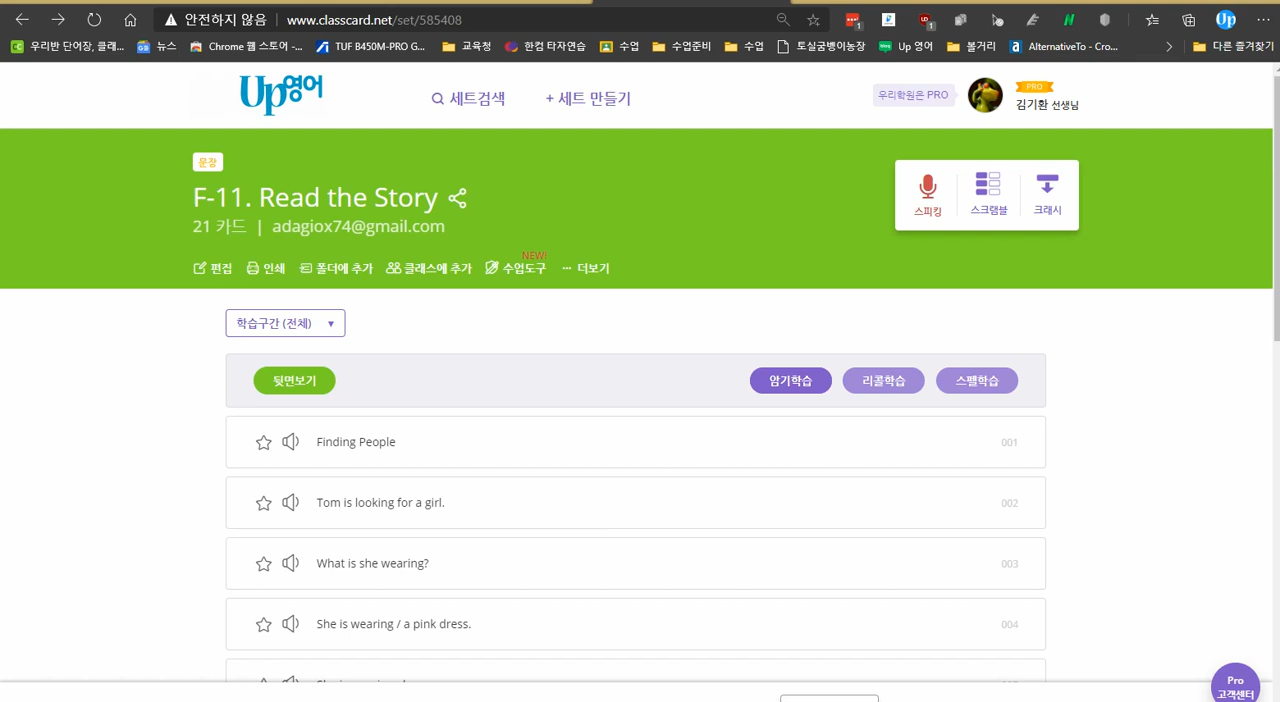 안전하지 않음 www.classcard.net/set/585408
1 1
우리반 단어장, 클래... 뉴스 Chrome 웹 스토어 -... TUF B450M-PRO G... 교육정 한컴 타자연습 수업 수업준비 수업 토실굼벵이농장 Up 영어 볼거리 AlternativeTo - Cro... 다른 즐겨찾기
Up영어 세트검색 + 세트 만들기 우리학원은 PRO PRO
김기환 선생님
문장
F-11. Read the Story
21 카드 | adagiox74@gmail.com
스피킹 스크램블 크래시
NEW!
편집 인쇄 폴더에 추가 클래스에 추가 수업도구 ··· 더보기
학습구간 (전체) ▼
뒷면보기 암기학습 리콜학습 스펠학습
Finding People 001
Tom is looking for a girl. 002
What is she wearing? 003
She is wearing / a pink dress. 004
Pro
고객센터